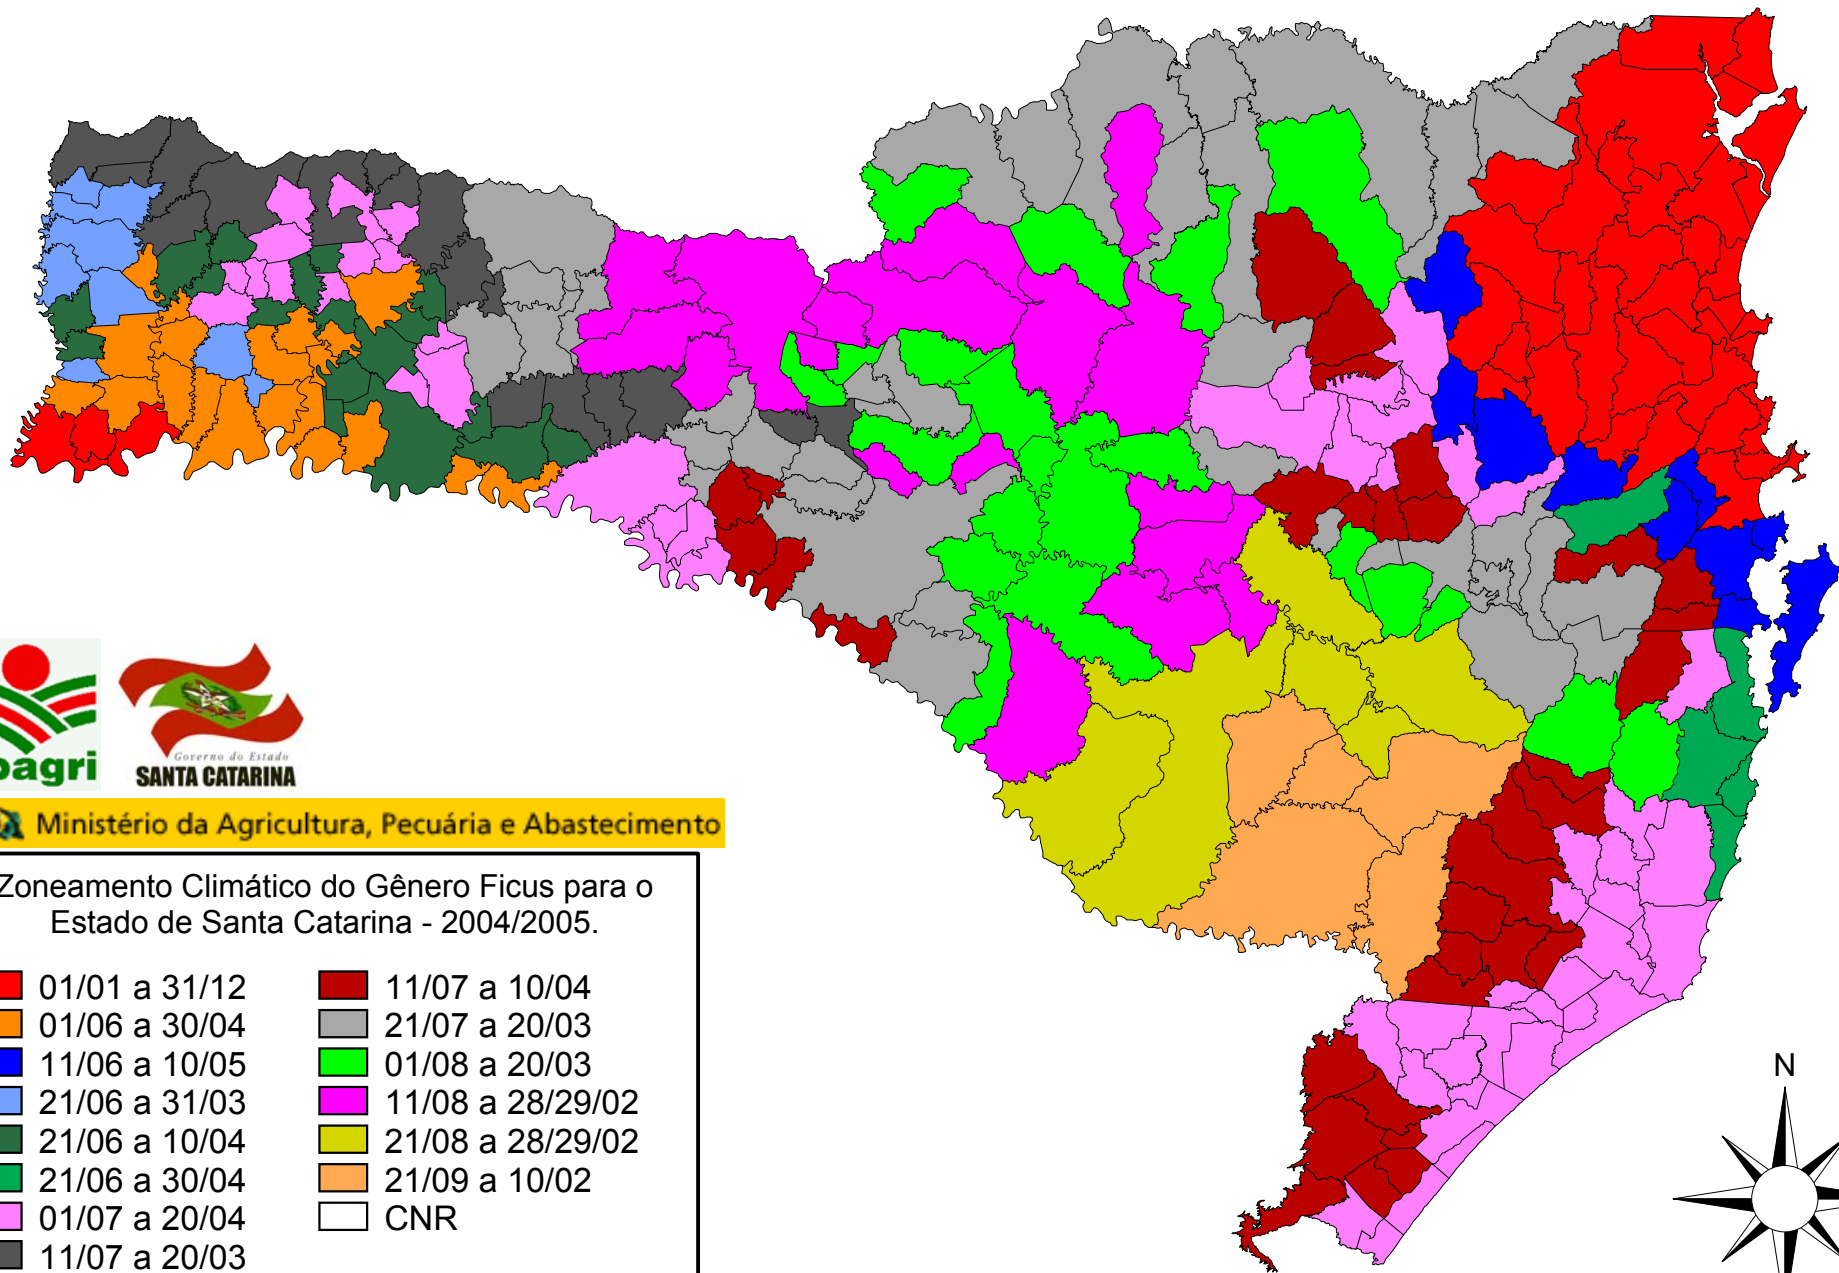 Governo do Estado
SANTA CATARINA
Ministério da Agricultura, Pecuária e Abastecimento
Zoneamento Climático do Gênero Ficus para o
Estado de Santa Catarina - 2004/2005.
01/01 a 31/12
01/06 a 30/04
11/06 a 10/05
21/06 a 31/03
21/06 a 10/04
21/06 a 30/04
01/07 a 20/04
11/07 a 20/03
11/07 a 10/04
21/07 a 20/03
01/08 a 20/03
11/08 a 28/29/02
21/08 a 28/29/02
21/09 a 10/02
CNR
N